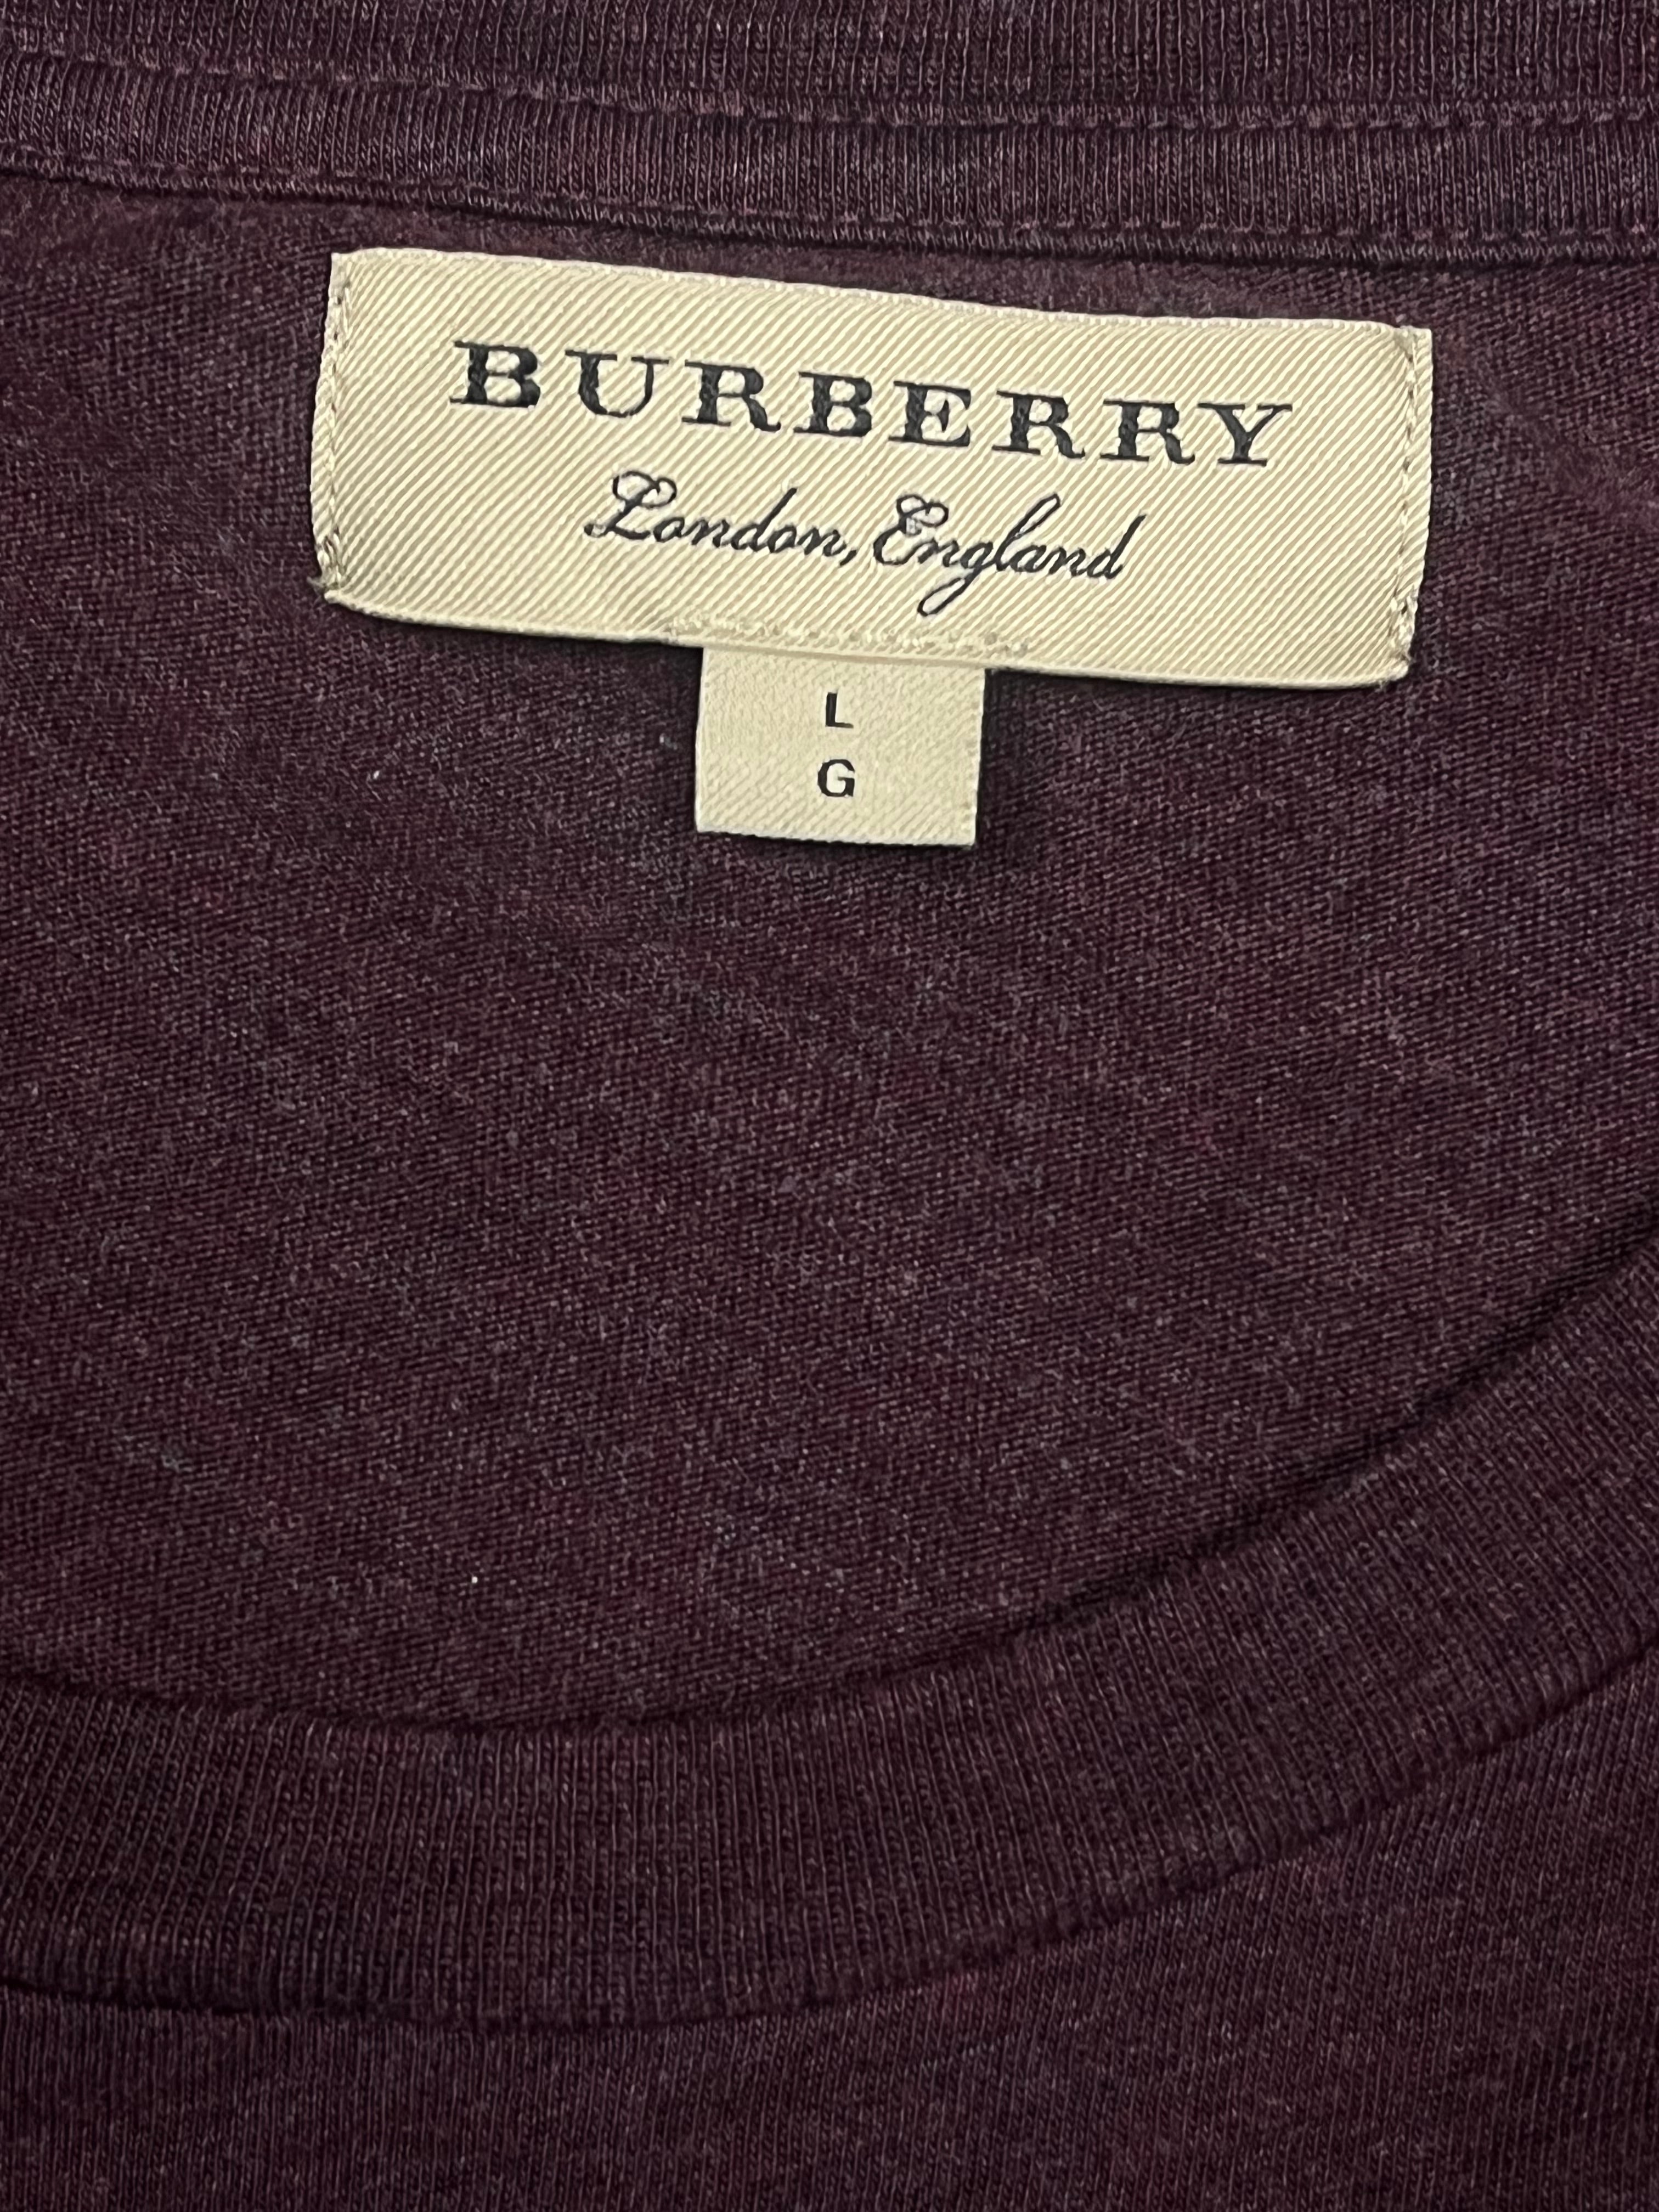 BURBERRY
London, England
L
G